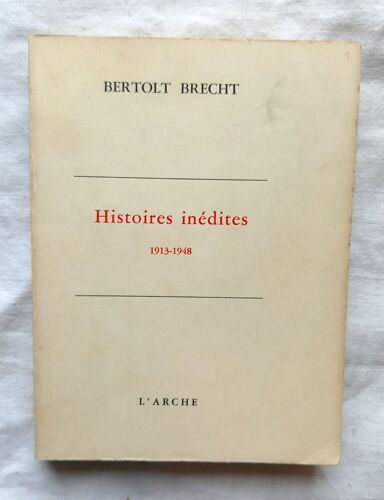 BERTOLT BRECHT
Histoires inédites
1913-1948
L'ARCHE